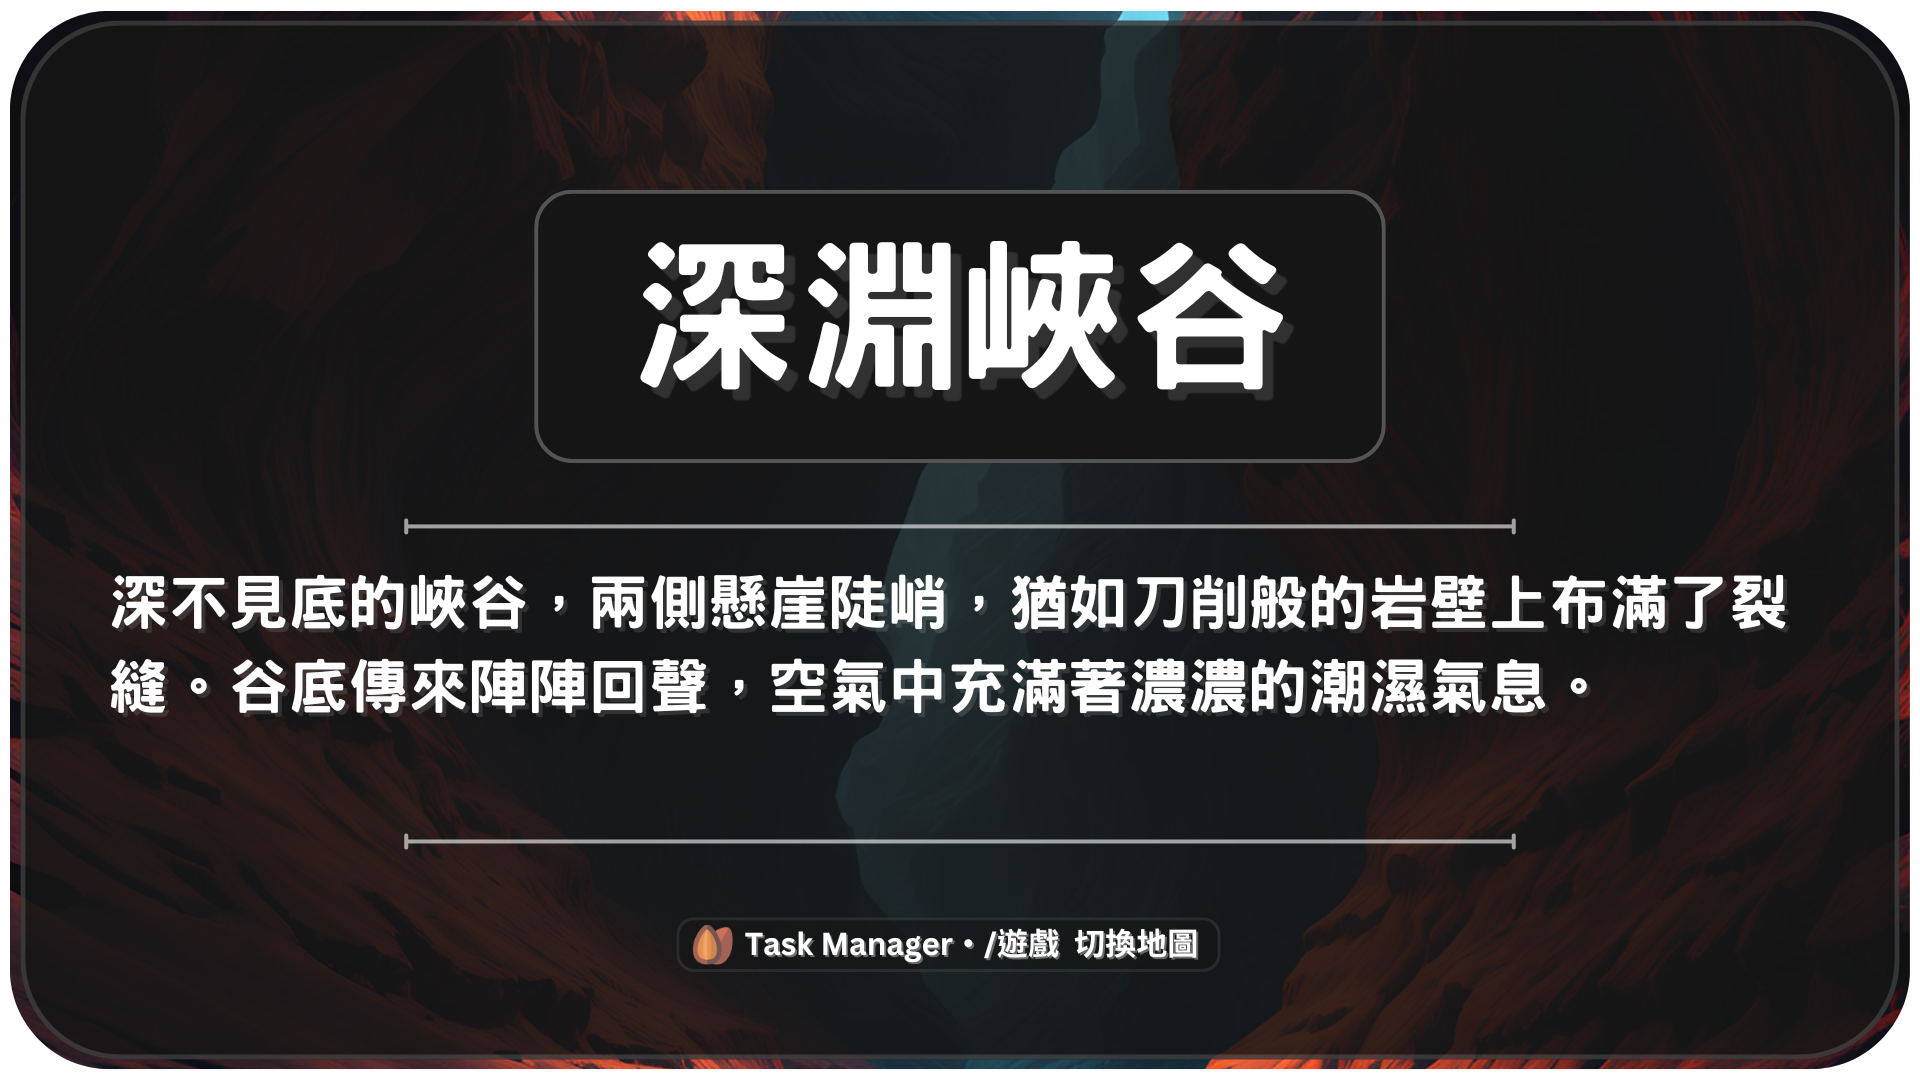 深淵峽谷
深不見底的峽谷，兩側懸崖陡峭，猶如刀削般的岩壁上布滿了裂
縫。谷底傳來陣陣回聲，空氣中充滿著濃濃的潮濕氣息。
Task Manager • /遊戲 切換地圖